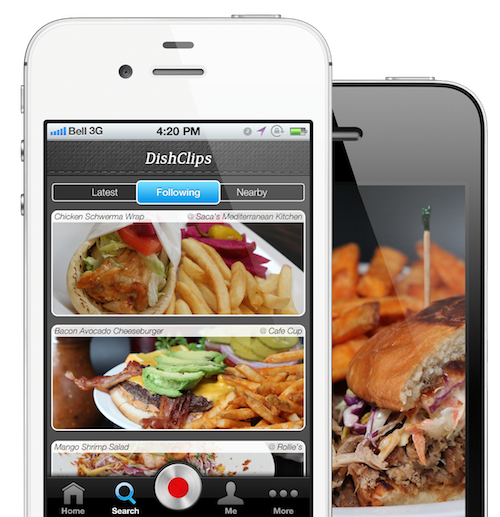 Bell 3G 4:20 PM
DishClips
Latest Following Nearby
Chicken Schwerma Wrap @ Saca's Mediterranean Kitchen
Bacon Avocado Cheeseburger @ Cafe Cup
Mango Shrimp Salad @ Rollie's
Home Search Me More